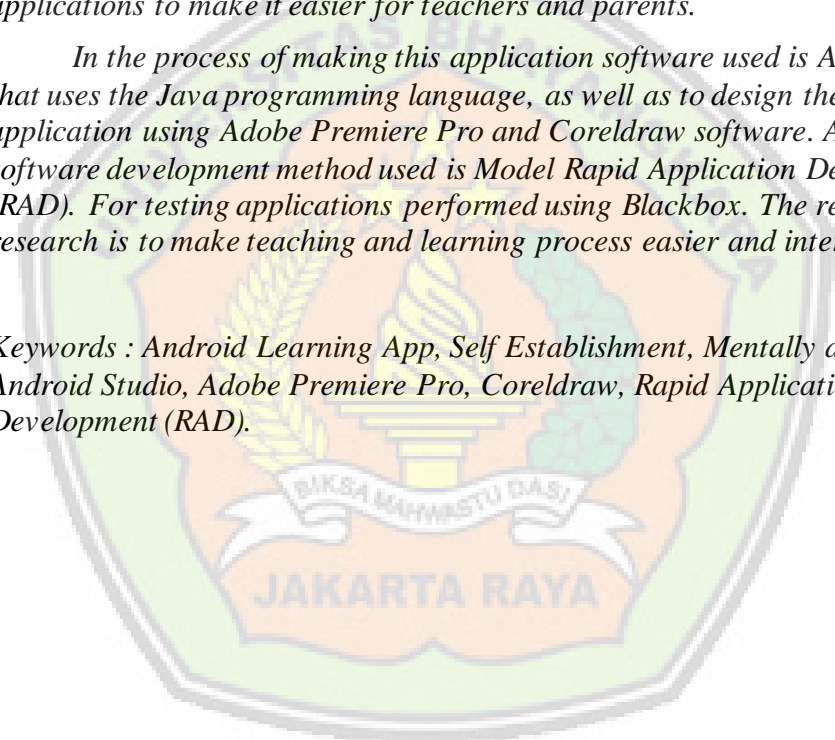 applications to make it easier for teachers and parents.
In the process of making this application software used is A
that uses the Java programming language, as well as to design the
application using Adobe Premiere Pro and Coreldraw software. A
software development method used is Model Rapid Application De
(RAD). For testing applications performed using Blackbox. The re
research is to make teaching and learning process easier and inter
Keywords : Android Learning App, Self Establishment, Mentally d
Android Studio, Adobe Premiere Pro, Coreldraw, Rapid Applicati
Development (RAD).
UNIVERSITAS BHAYANGKARA
BIKSA MAHWASTU DASI
JAKARTA RAYA